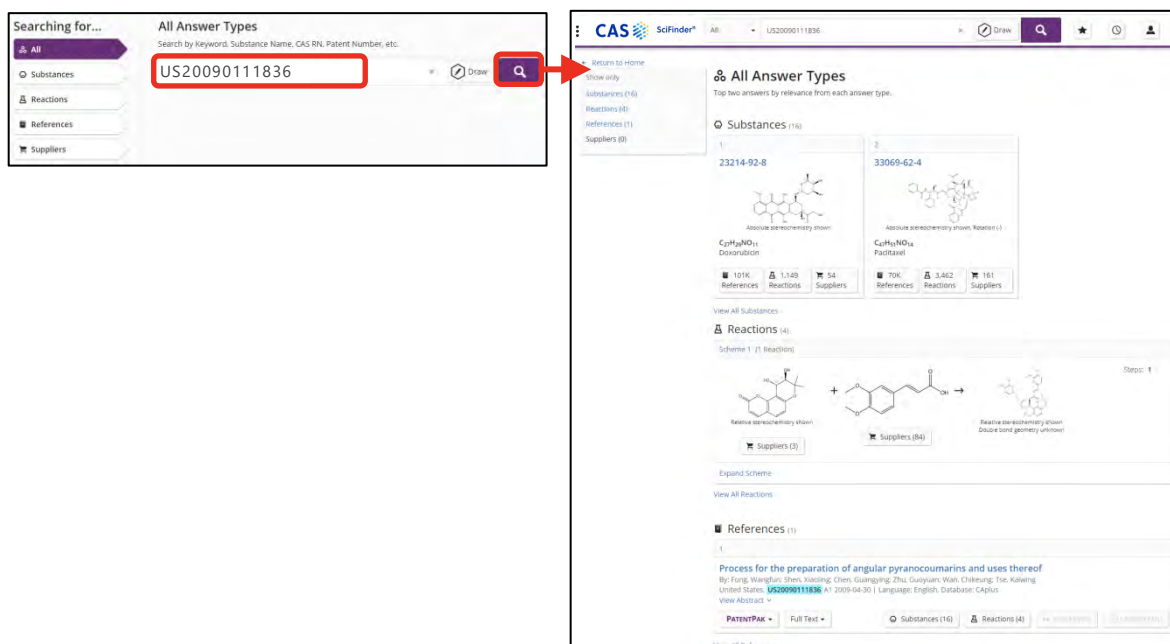 Searching for...
All
Substances
Reactions
References
Suppliers
All Answer Types
Search by Keyword, Substance Name, CAS RN, Patent Number, etc.
US20090111836
Draw
CAS SciFinder®
All
US20090111836
Draw
Return to Home
Show only
Substances (16)
Reactions (4)
References (1)
Suppliers (0)
All Answer Types
Top two answers by relevance from each answer type.
Substances (16)
1
23214-92-8
Absolute stereochemistry shown
C27H29NO11
Doxorubicin
101K References
1,149 Reactions
54 Suppliers
2
33069-62-4
Absolute stereochemistry shown, Rotation (-)
C47H51NO14
Paclitaxel
70K References
3,462 Reactions
161 Suppliers
View All Substances
Reactions (4)
Scheme 1 (1 Reaction)
Steps: 1
Relative stereochemistry shown
Suppliers (3)
+
Suppliers (84)
Relative stereochemistry shown
Double bond geometry unknown
Expand Scheme
View All Reactions
References (1)
1
Process for the preparation of angular pyranocoumarins and uses thereof
By: Fong, Wangfun; Shen, Xiaoling; Chen, Guangying; Zhu, Guoyuan; Wan, Chikeung; Tse, Kaiwing
United States, US20090111836 A1 2009-04-30 | Language: English, Database: CAplus
View Abstract
PATENTPAK
Full Text
Substances (16)
Reactions (4)